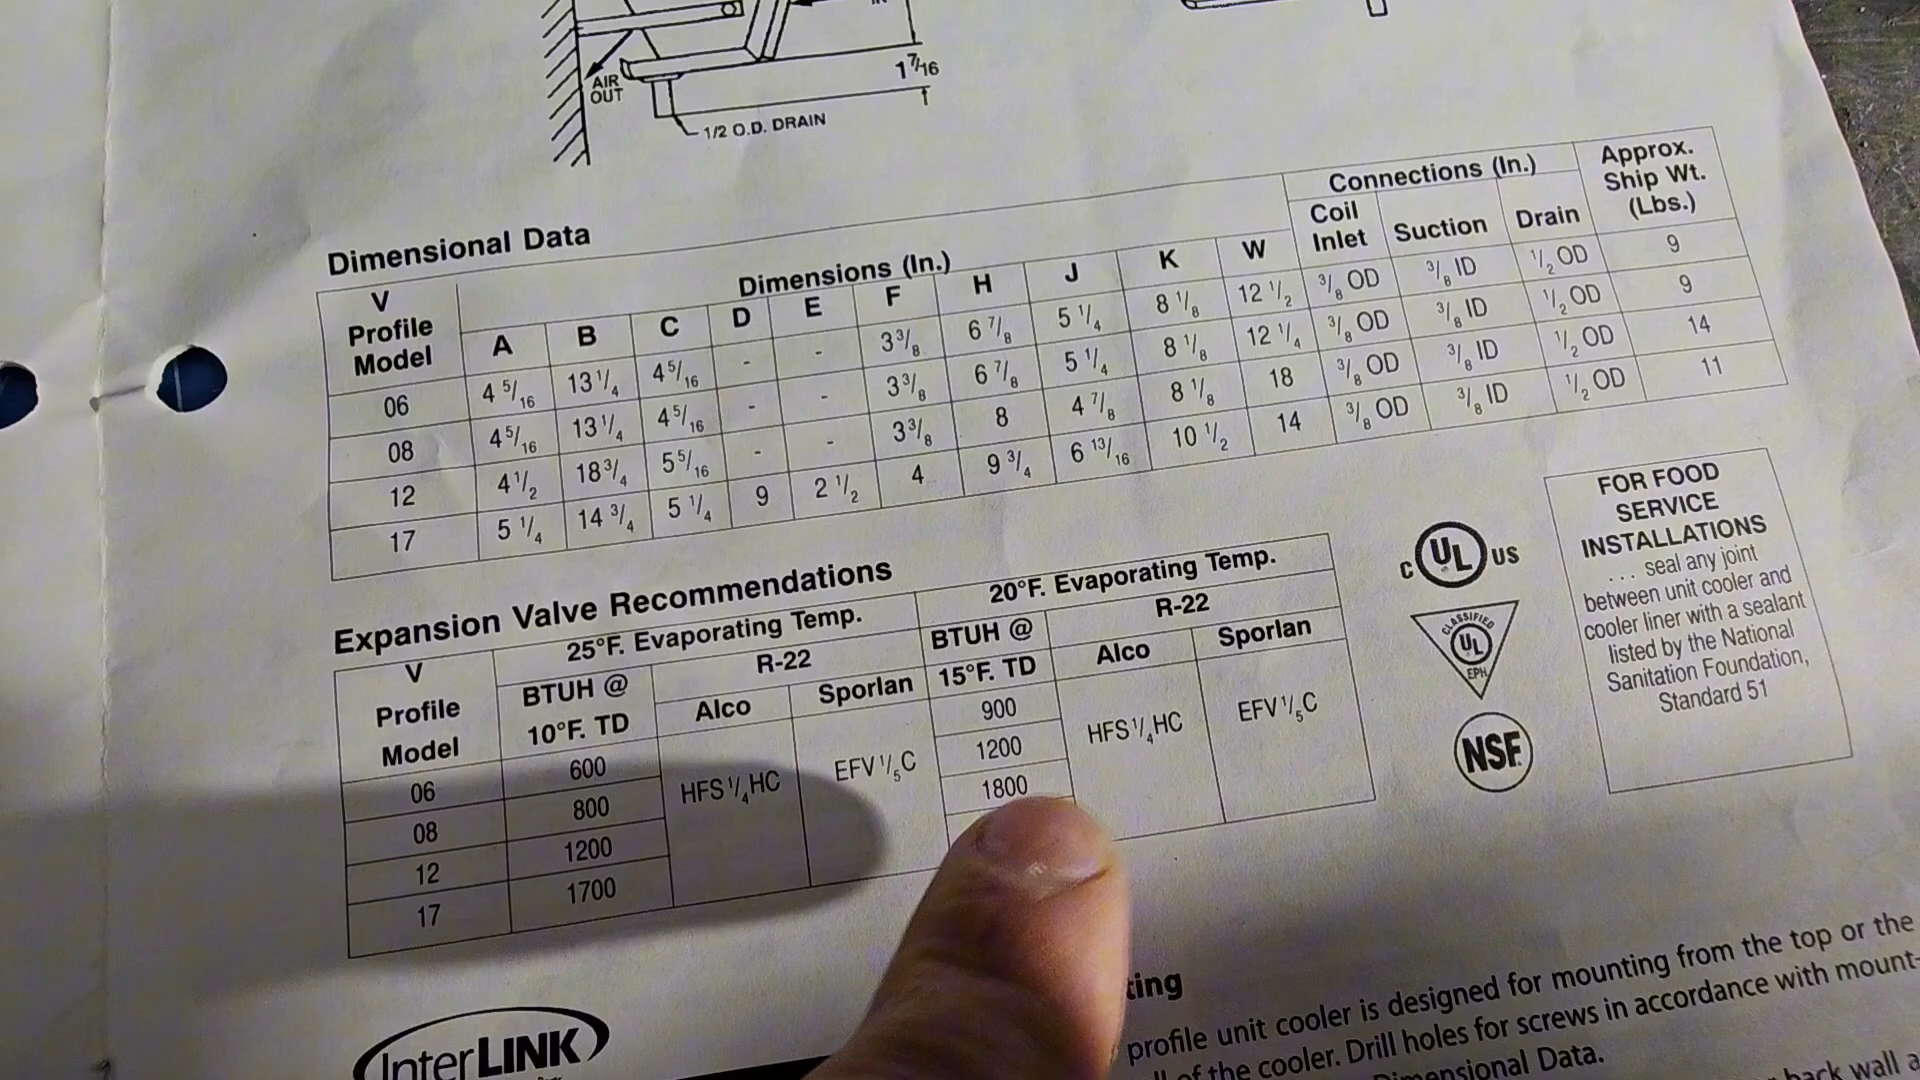 IN
AIR
OUT
1 7/16
1/2 O.D. DRAIN
Dimensional Data
V Profile Model Dimensions (In.) Connections (In.) Approx. Ship Wt. (Lbs.)
A B C D E F H J K W Coil Inlet Suction Drain
06 4 5/16 13 1/4 4 5/16 - - 3 3/8 6 7/8 5 1/4 8 1/8 12 1/2 3/8 OD 3/8 ID 1/2 OD 9
08 4 5/16 13 1/4 4 5/16 - - 3 3/8 6 7/8 5 1/4 8 1/8 12 1/4 3/8 OD 3/8 ID 1/2 OD 9
12 4 1/2 18 3/4 5 5/16 - - 3 3/8 8 4 7/8 8 1/8 18 3/8 OD 3/8 ID 1/2 OD 14
17 5 1/4 14 3/4 5 1/4 9 2 1/2 4 9 3/4 6 13/16 10 1/2 14 3/8 OD 3/8 ID 1/2 OD 11
Expansion Valve Recommendations
V Profile Model 25°F. Evaporating Temp. 20°F. Evaporating Temp.
BTUH @ 10°F. TD R-22 BTUH @ 15°F. TD R-22
Alco Sporlan Alco Sporlan
06 600 HFS 1/4 HC EFV 1/5 C 900 HFS 1/4 HC EFV 1/5 C
08 800 1200
12 1200 1800
17 1700
C UL US
CLASSIFIED
UL
EPH
NSF
FOR FOOD
SERVICE
INSTALLATIONS
. . . seal any joint
between unit cooler and
cooler liner with a sealant
listed by the National
Sanitation Foundation,
Standard 51
InterLINK
ting
profile unit cooler is designed for mounting from the top or the
of the cooler. Drill holes for screws in accordance with mount-
Dimensional Data.
back wall a